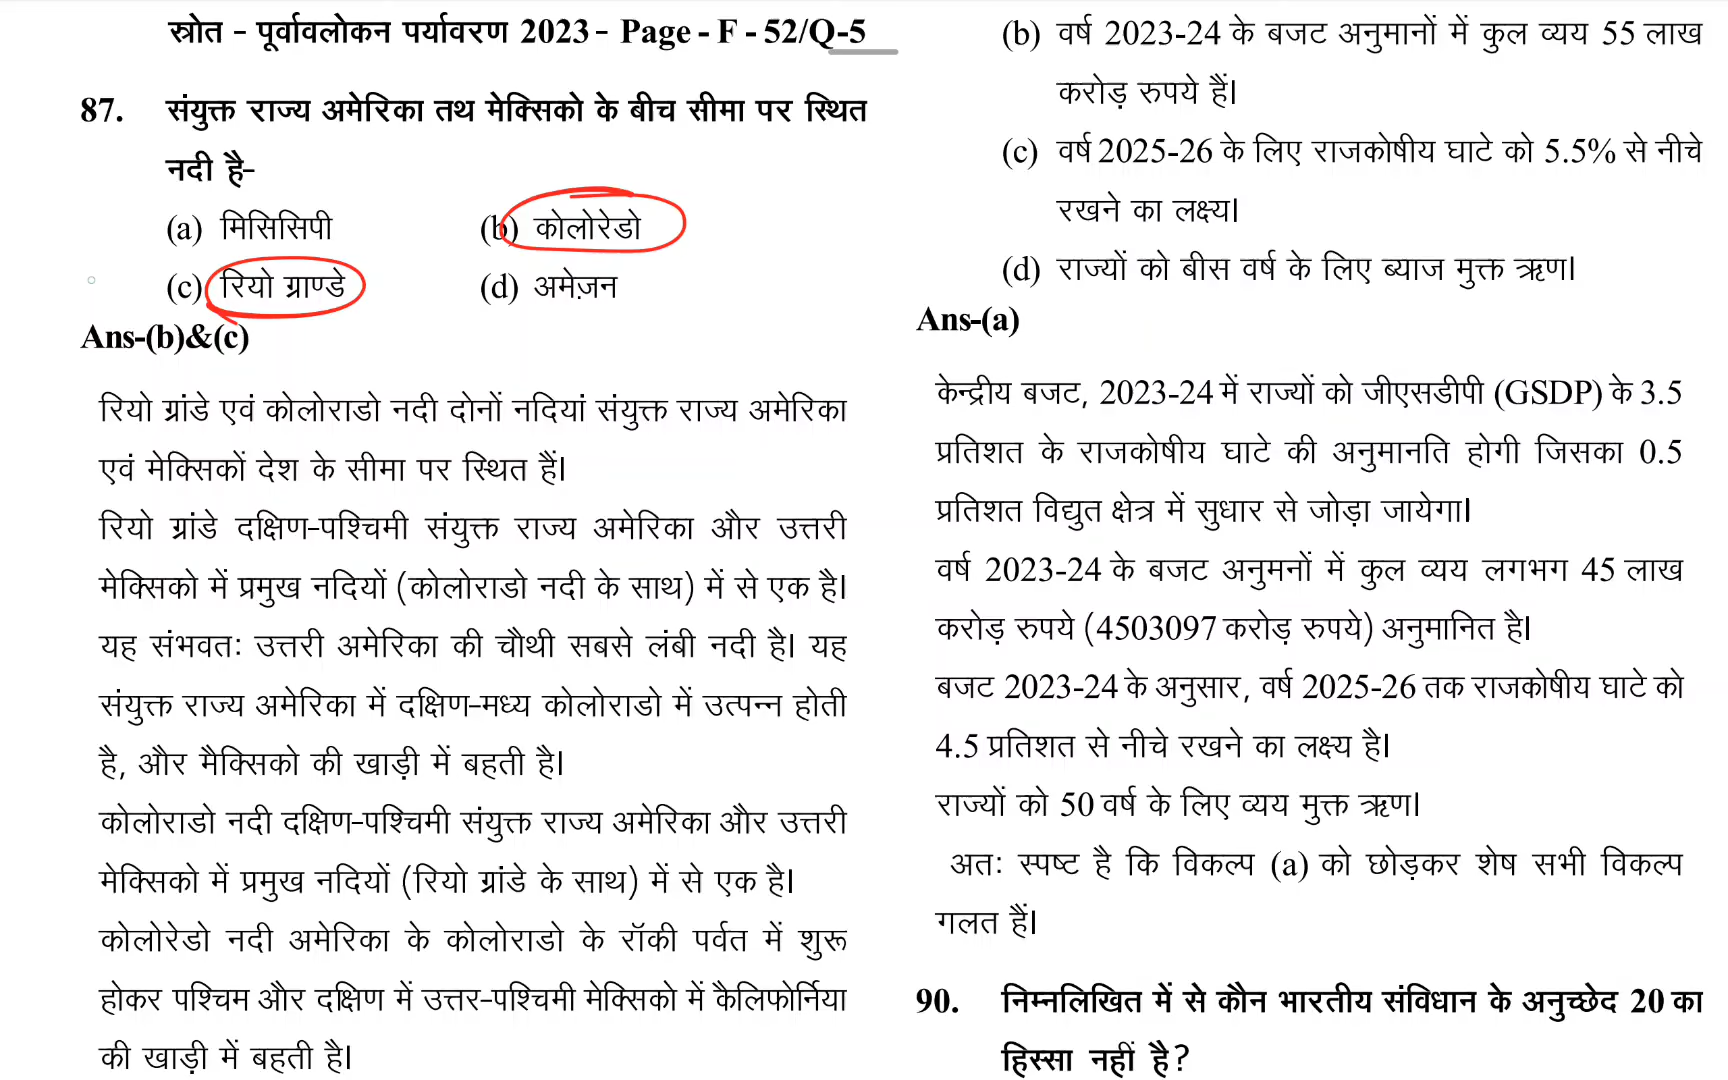 स्रोत - पूर्वावलोकन पर्यावरण 2023 - Page - F - 52/Q-5
87. संयुक्त राज्य अमेरिका तथ मेक्सिको के बीच सीमा पर स्थित
नदी है-
(a) मिसिसिपी (b) कोलोरेडो
(c) रियो ग्राण्डे (d) अमेज़न
Ans-(b)&(c)
रियो ग्रांडे एवं कोलोराडो नदी दोनों नदियां संयुक्त राज्य अमेरिका
एवं मेक्सिकों देश के सीमा पर स्थित हैं।
रियो ग्रांडे दक्षिण-पश्चिमी संयुक्त राज्य अमेरिका और उत्तरी
मेक्सिको में प्रमुख नदियों (कोलोराडो नदी के साथ) में से एक है।
यह संभवतः उत्तरी अमेरिका की चौथी सबसे लंबी नदी है। यह
संयुक्त राज्य अमेरिका में दक्षिण-मध्य कोलोराडो में उत्पन्न होती
है, और मैक्सिको की खाड़ी में बहती है।
कोलोराडो नदी दक्षिण-पश्चिमी संयुक्त राज्य अमेरिका और उत्तरी
मेक्सिको में प्रमुख नदियों (रियो ग्रांडे के साथ) में से एक है।
कोलोरेडो नदी अमेरिका के कोलोराडो के रॉकी पर्वत में शुरू
होकर पश्चिम और दक्षिण में उत्तर-पश्चिमी मेक्सिको में कैलिफोर्निया
की खाड़ी में बहती है।
(b) वर्ष 2023-24 के बजट अनुमानों में कुल व्यय 55 लाख
करोड़ रुपये हैं।
(c) वर्ष 2025-26 के लिए राजकोषीय घाटे को 5.5% से नीचे
रखने का लक्ष्य।
(d) राज्यों को बीस वर्ष के लिए ब्याज मुक्त ऋण।
Ans-(a)
केन्द्रीय बजट, 2023-24 में राज्यों को जीएसडीपी (GSDP) के 3.5
प्रतिशत के राजकोषीय घाटे की अनुमानति होगी जिसका 0.5
प्रतिशत विद्युत क्षेत्र में सुधार से जोड़ा जायेगा।
वर्ष 2023-24 के बजट अनुमनों में कुल व्यय लगभग 45 लाख
करोड़ रुपये (4503097 करोड़ रुपये) अनुमानित है।
बजट 2023-24 के अनुसार, वर्ष 2025-26 तक राजकोषीय घाटे को
4.5 प्रतिशत से नीचे रखने का लक्ष्य है।
राज्यों को 50 वर्ष के लिए व्यय मुक्त ऋण।
अतः स्पष्ट है कि विकल्प (a) को छोड़कर शेष सभी विकल्प
गलत हैं।
90. निम्नलिखित में से कौन भारतीय संविधान के अनुच्छेद 20 का
हिस्सा नहीं है?